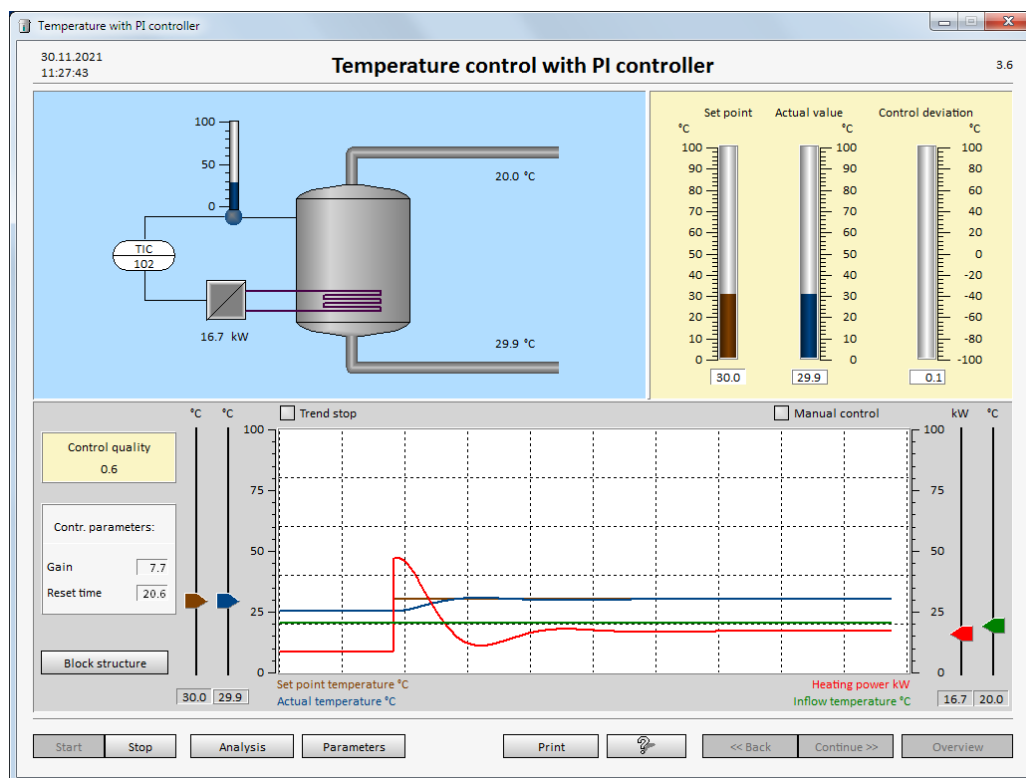 Temperature with PI controller
30.11.2021
11:27:43
Temperature control with PI controller
3.6
100
50
0
20.0 °C
TIC
102
16.7 kW
29.9 °C
Set point
Actual value
Control deviation
°C
°C
°C
100
90
80
70
60
50
40
30
20
10
0
100
90
80
70
60
50
40
30
20
10
0
100
80
60
40
20
0
-20
-40
-60
-80
-100
30.0
29.9
0.1
°C
°C
Trend stop
Manual control
kW
°C
Control quality
0.6
Contr. parameters:
Gain
7.7
Reset time
20.6
Block structure
100
75
50
25
0
100
75
50
25
0
30.0
29.9
Set point temperature °C
Actual temperature °C
Heating power kW
Inflow temperature °C
16.7
20.0
Start
Stop
Analysis
Parameters
Print
?
<< Back
Continue >>
Overview